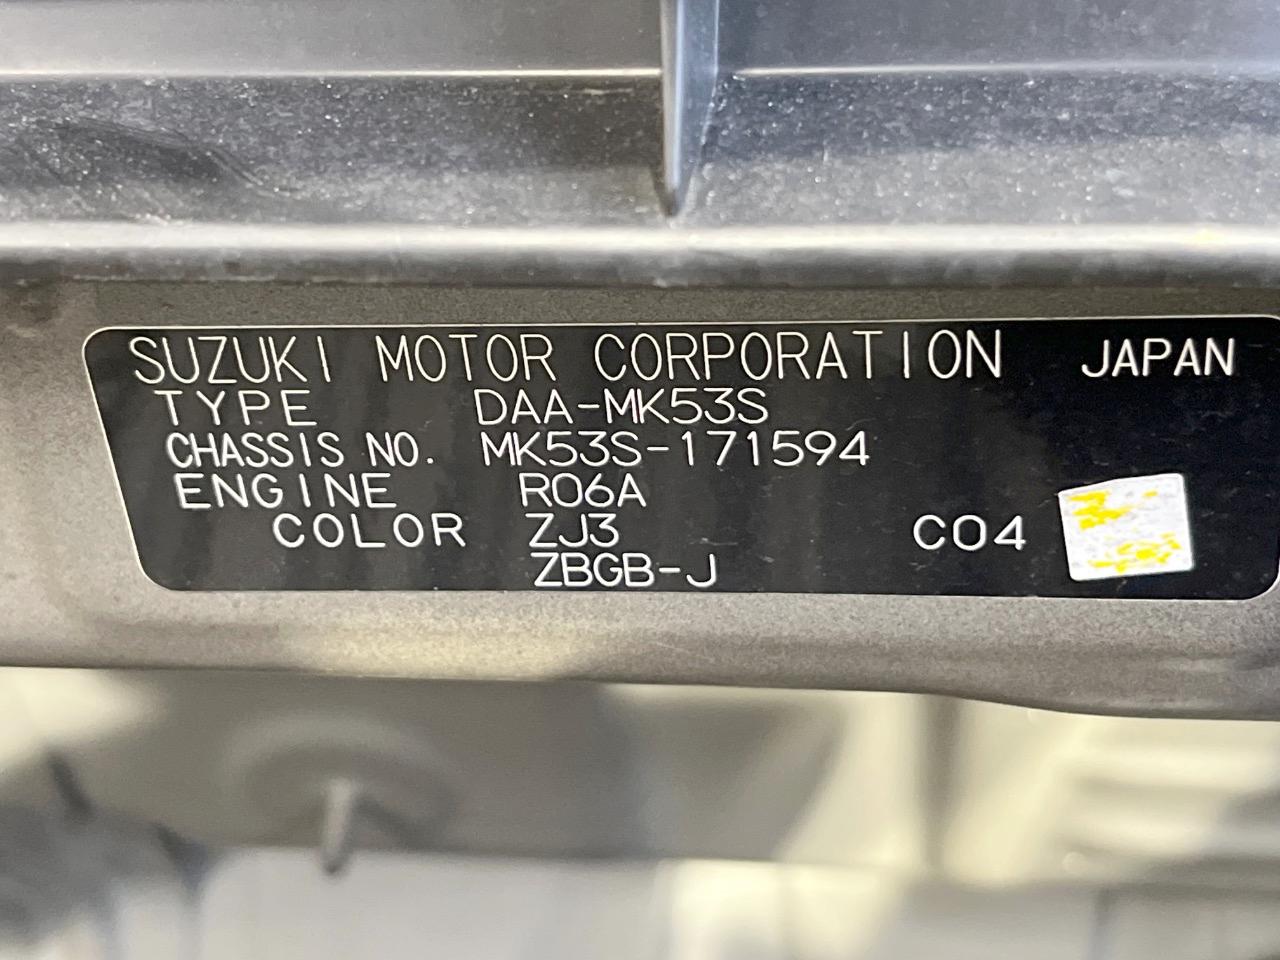 SUZUKI MOTOR CORPORATION JAPAN
TYPE DAA-MK53S
CHASSIS NO. MK53S-171594
ENGINE R06A
COLOR ZJ3 C04
ZBGB-J